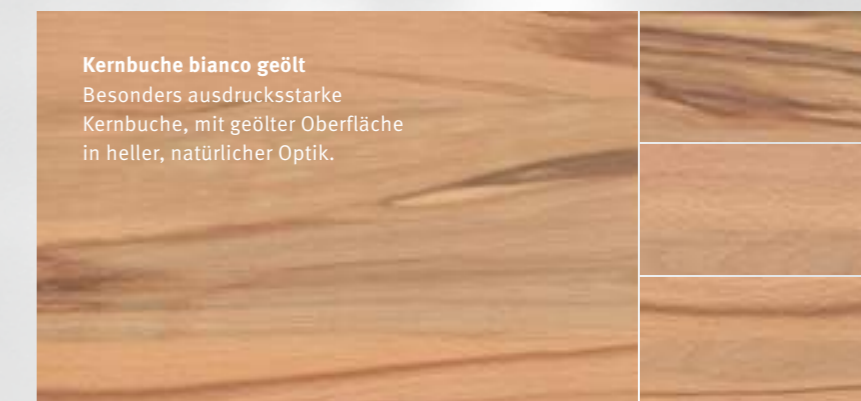 Kernbuche bianco geölt
Besonders ausdrucksstarke
Kernbuche, mit geölter Oberfläche
in heller, natürlicher Optik.